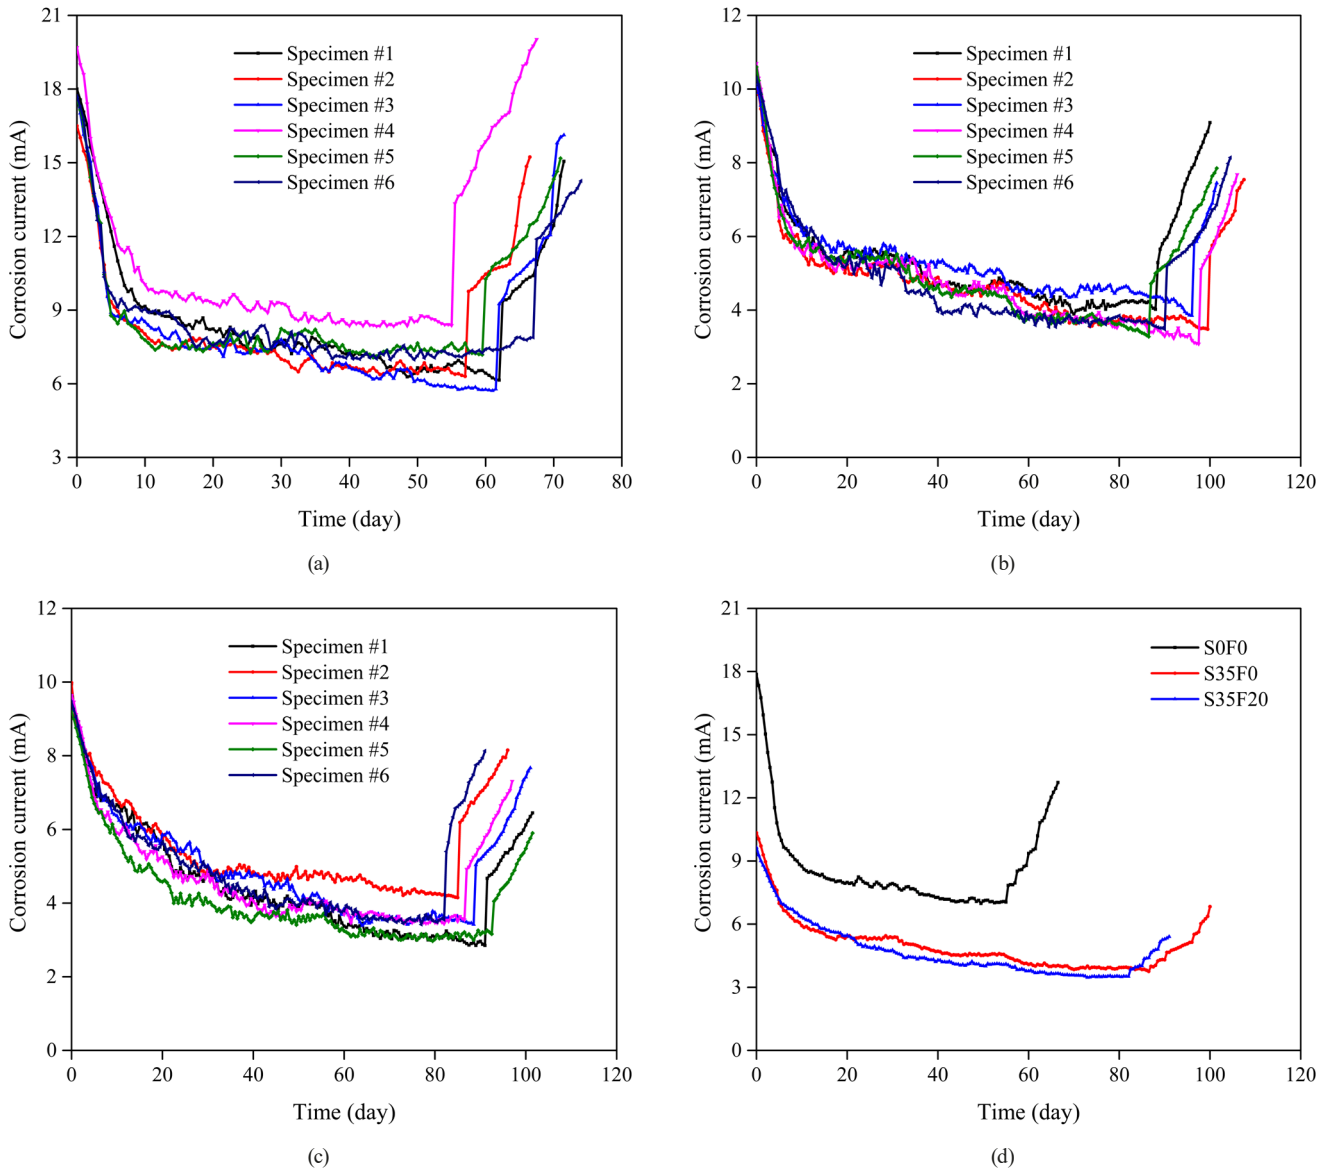 21
18
15
12
9
6
3
0 10 20 30 40 50 60 70 80
Corrosion current (mA)
Time (day)
Specimen #1
Specimen #2
Specimen #3
Specimen #4
Specimen #5
Specimen #6
(a)
12
10
8
6
4
2
0
0 20 40 60 80 100 120
Corrosion current (mA)
Time (day)
Specimen #1
Specimen #2
Specimen #3
Specimen #4
Specimen #5
Specimen #6
(b)
12
10
8
6
4
2
0
0 20 40 60 80 100 120
Corrosion current (mA)
Time (day)
Specimen #1
Specimen #2
Specimen #3
Specimen #4
Specimen #5
Specimen #6
(c)
21
18
15
12
9
6
3
0
0 20 40 60 80 100 120
Corrosion current (mA)
Time (day)
S0F0
S35F0
S35F20
(d)